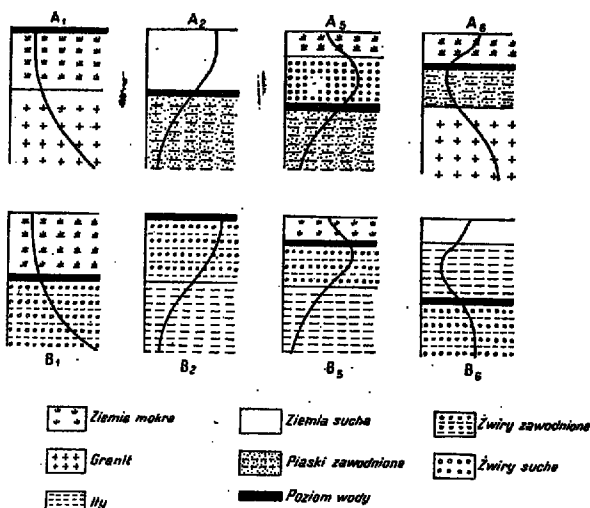 A1 A2 A5 A6
B1 B2 B5 B6
Ziemie mokre Ziemia sucha Żwiry zawodnione
Granit Piaski zawodnione Żwiry suche
Iły Poziom wody